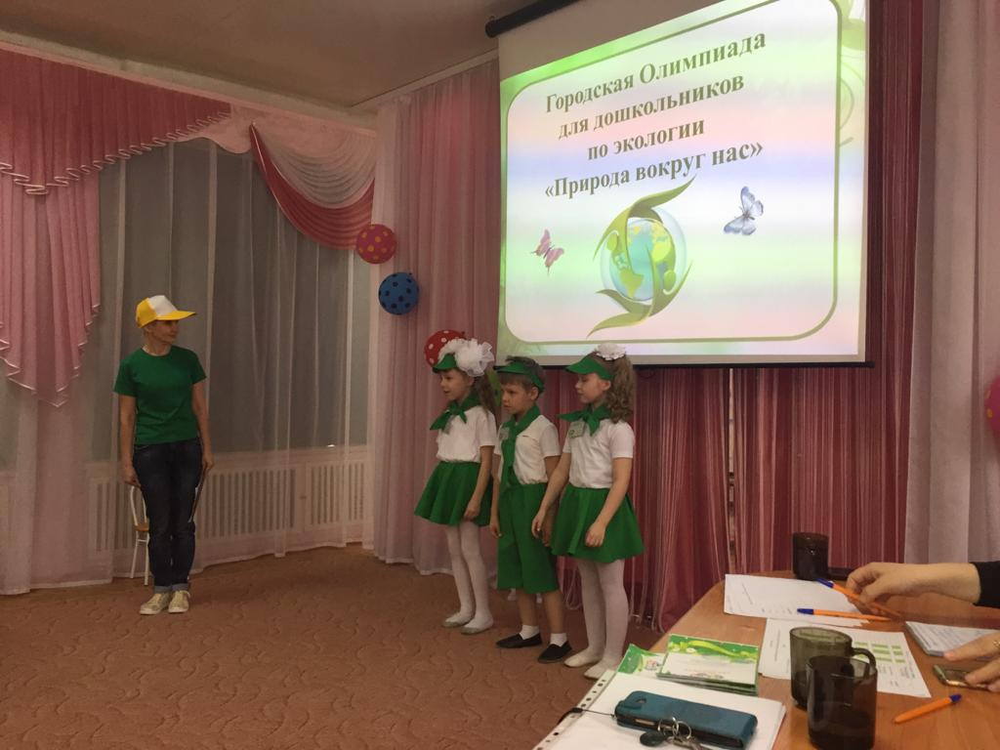 Городская Олимпиада
для дошкольников
по экологии
«Природа вокруг нас»